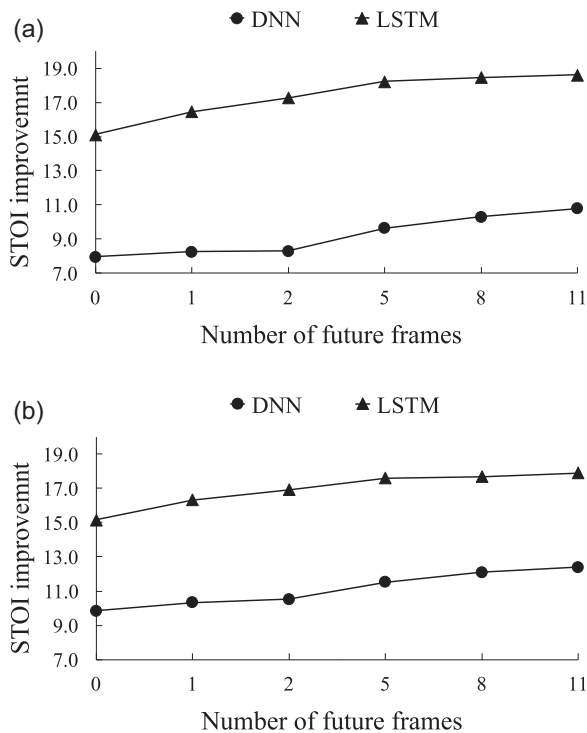 (a)
DNN LSTM
19.0
17.0
15.0
13.0
11.0
9.0
7.0
STOI improvemnt
0 1 2 5 8 11
Number of future frames
(b)
DNN LSTM
19.0
17.0
15.0
13.0
11.0
9.0
7.0
STOI improvemnt
0 1 2 5 8 11
Number of future frames